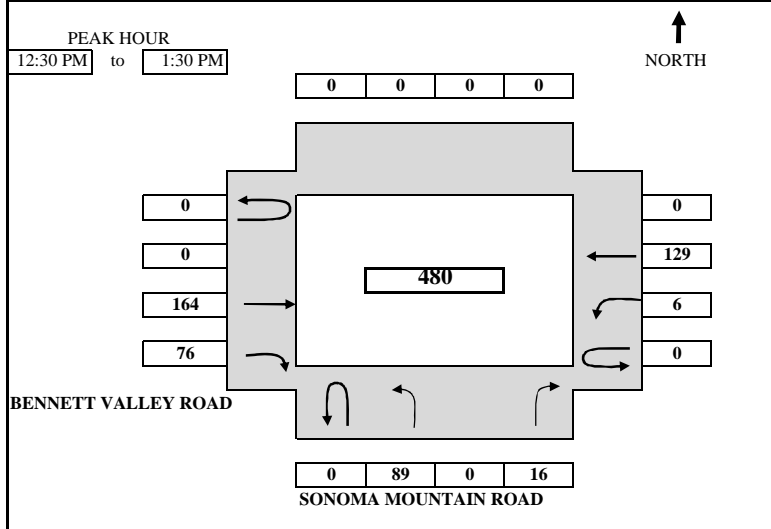 PEAK HOUR
12:30 PM to 1:30 PM
NORTH
0 0 0 0
0 0
0 129
480
164 6
76 0
BENNETT VALLEY ROAD
0 89 0 16
SONOMA MOUNTAIN ROAD